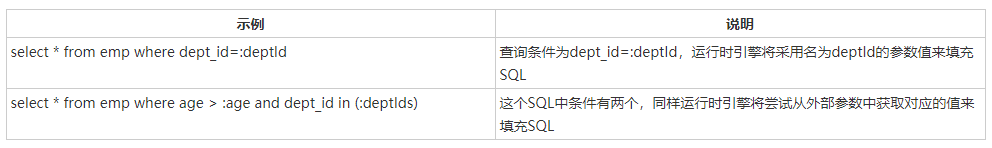 示例
说明
select * from emp where dept_id=:deptId
查询条件为dept_id=:deptId，运行时引擎将采用名为deptId的参数值来填充
SQL
select * from emp where age > :age and dept_id in (:deptIds)
这个SQL中条件有两个，同样运行时引擎将尝试从外部参数中获取对应的值来
填充SQL